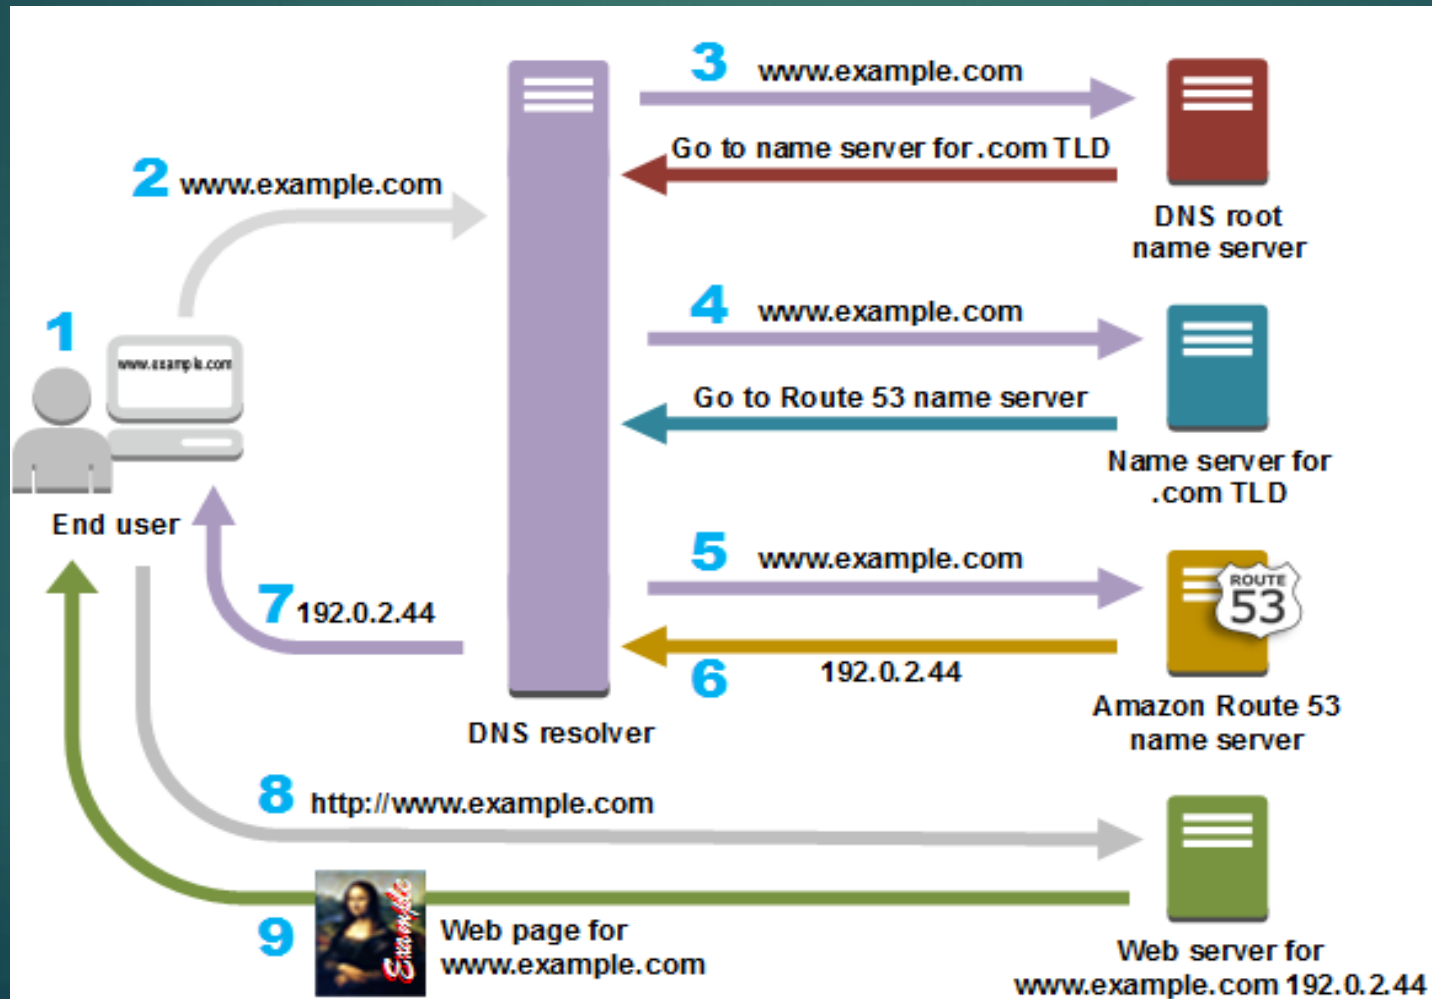 3 www.example.com
Go to name server for .com TLD
DNS root
name server
2 www.example.com
1
www.example.com
End user
4 www.example.com
Go to Route 53 name server
Name server for
.com TLD
5 www.example.com
ROUTE
53
6 192.0.2.44
Amazon Route 53
name server
7 192.0.2.44
DNS resolver
8 http://www.example.com
9
Example
Web page for
www.example.com
Web server for
www.example.com 192.0.2.44